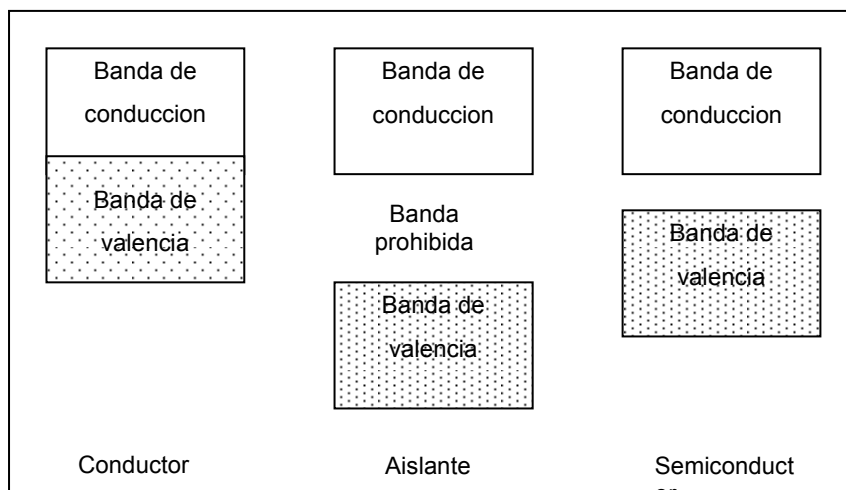 Banda de
conduccion
Banda de
valencia
Conductor
Banda de
conduccion
Banda
prohibida
Banda de
valencia
Aislante
Banda de
conduccion
Banda de
valencia
Semiconduct